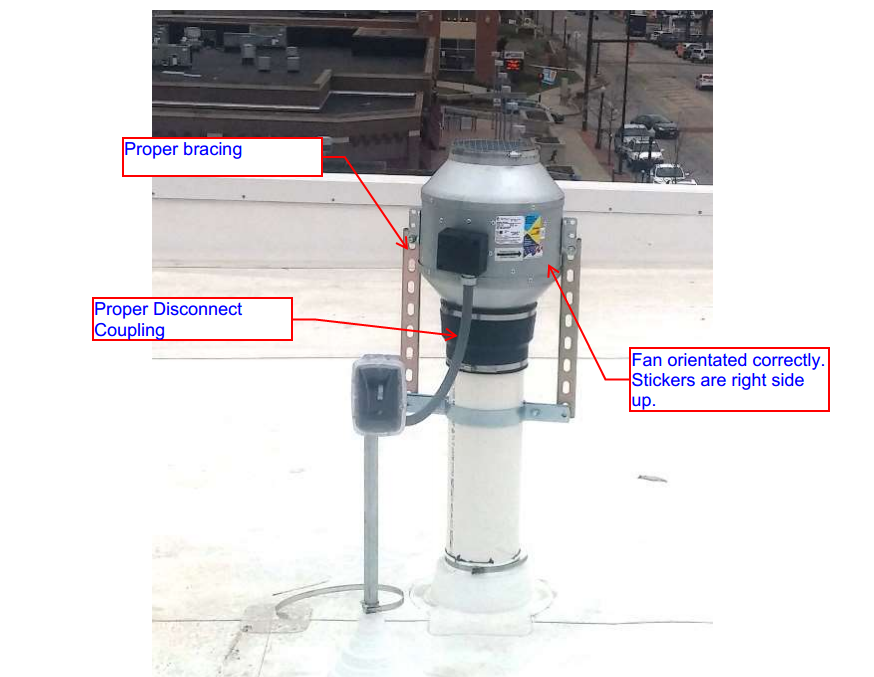 Proper bracing
Proper Disconnect
Coupling
Fan orientated correctly.
Stickers are right side
up.